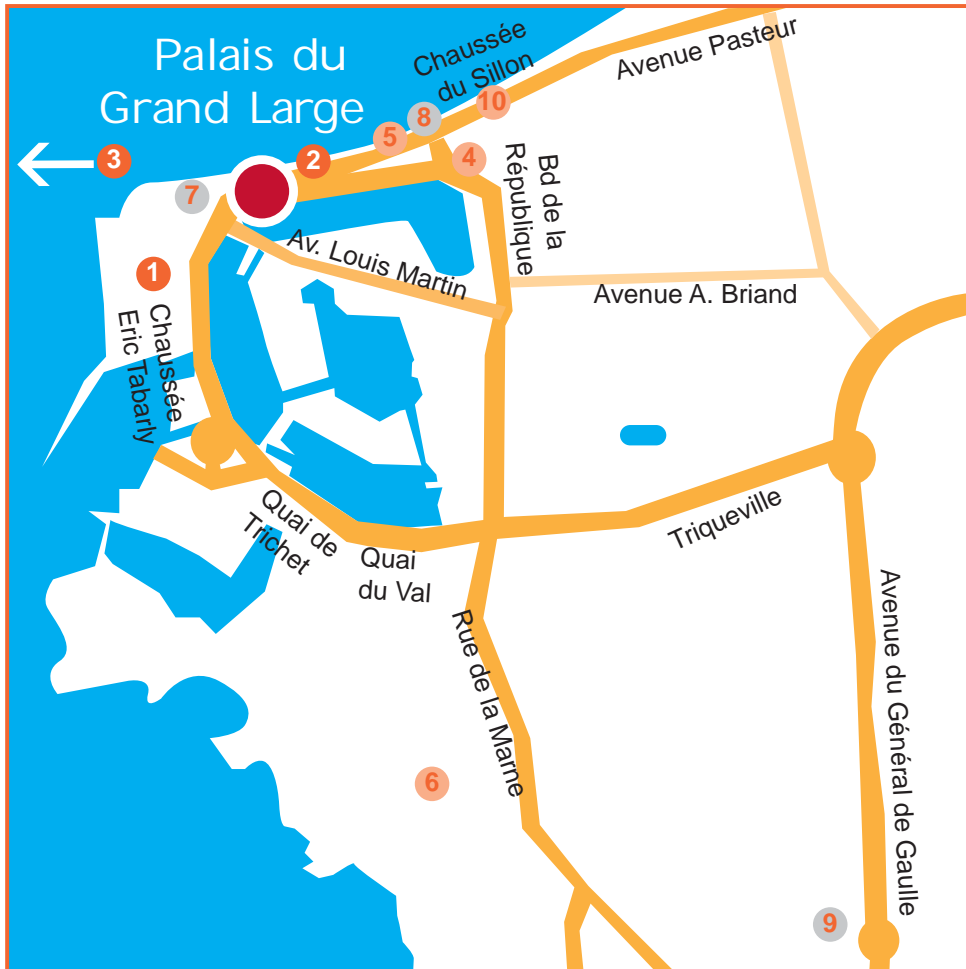 Palais du
Grand Large
Chaussée
du Sillon
Avenue Pasteur
10
8
5
2
3
4
7
Bd de la
République
Av. Louis Martin
Avenue A. Briand
1
Chaussée
Eric Tabarly
Quai de
Trichet
Quai
du Val
Triqueville
Rue de la Marne
Avenue du Général de Gaulle
6
9